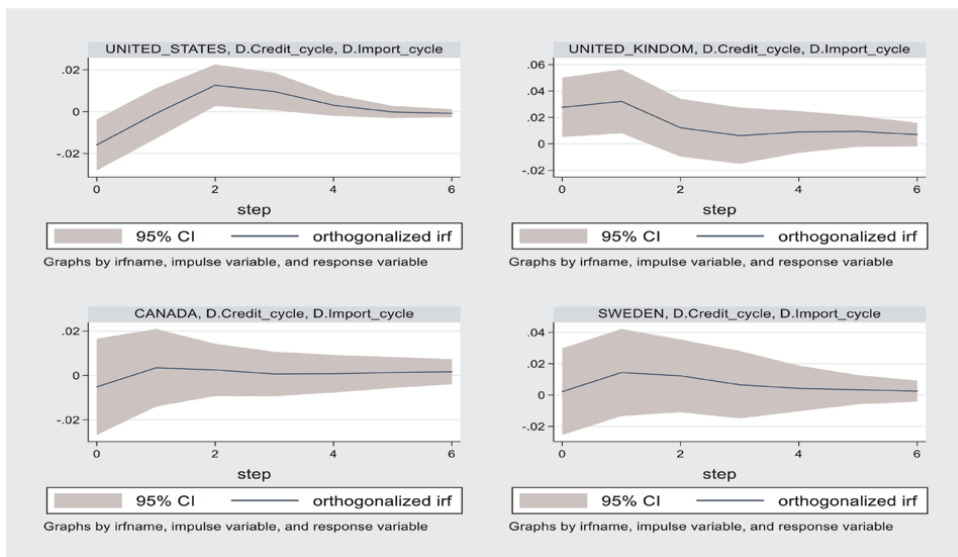 UNITED_STATES, D.Credit_cycle, D.Import_cycle
.02
0
-.02
0 2 4 6
step
95% CI orthogonalized irf
Graphs by irfname, impulse variable, and response variable
UNITED_KINDOM, D.Credit_cycle, D.Import_cycle
.06
.04
.02
0
-.02
0 2 4 6
step
95% CI orthogonalized irf
Graphs by irfname, impulse variable, and response variable
CANADA, D.Credit_cycle, D.Import_cycle
.02
0
-.02
0 2 4 6
step
95% CI orthogonalized irf
Graphs by irfname, impulse variable, and response variable
SWEDEN, D.Credit_cycle, D.Import_cycle
.04
.02
0
-.02
0 2 4 6
step
95% CI orthogonalized irf
Graphs by irfname, impulse variable, and response variable